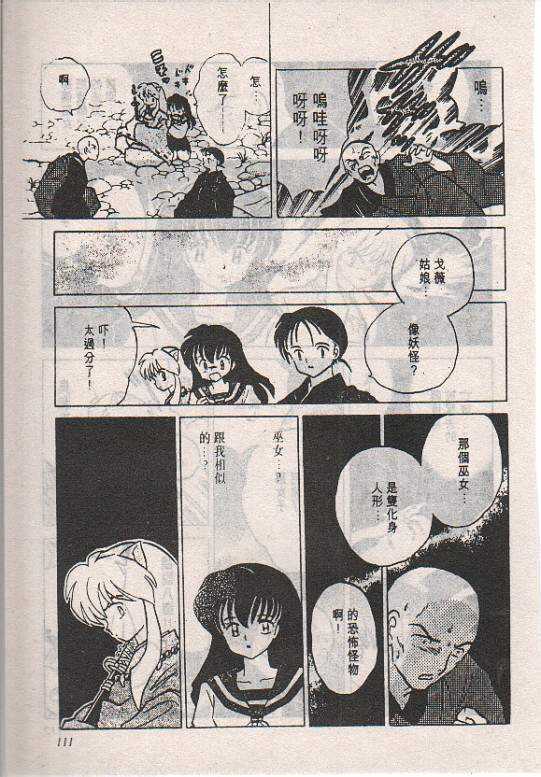 嗚…
嗚哇呀呀
呀呀！
怎…
怎麼了…
啊
戈薇
姑娘…
像妖怪？
吓！
太過分了！
那個巫女…
是隻化身
人形…
的恐怖怪物
啊！
巫女…？
跟我相似
的…？
111